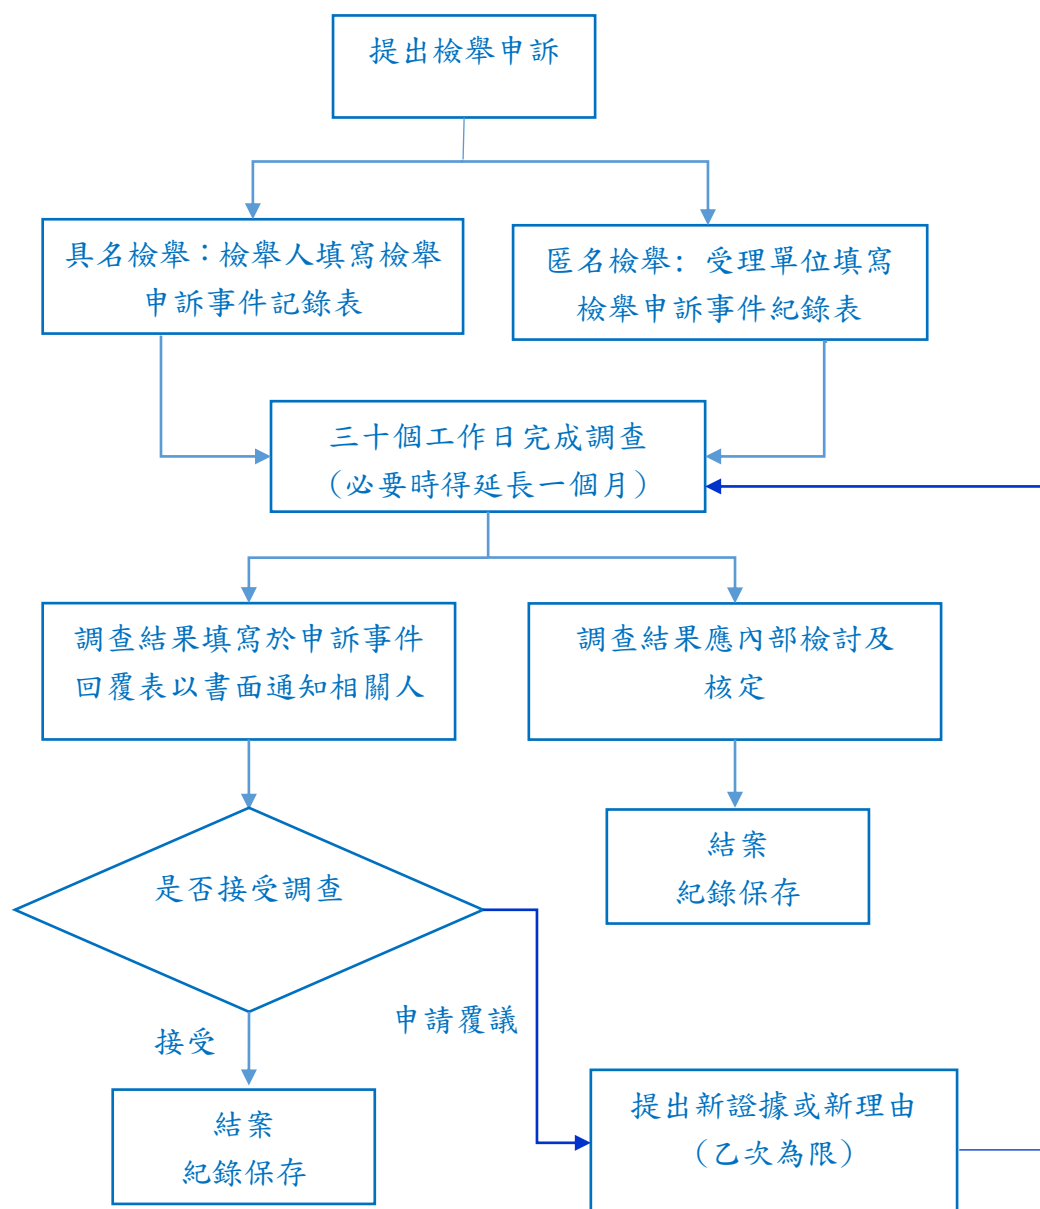 提出檢舉申訴
具名檢舉：檢舉人填寫檢舉
申訴事件記錄表
匿名檢舉: 受理單位填寫
檢舉申訴事件紀錄表
三十個工作日完成調查
(必要時得延長一個月)
調查結果填寫於申訴事件
回覆表以書面通知相關人
調查結果應內部檢討及
核定
結案
紀錄保存
是否接受調查
接受
申請覆議
結案
紀錄保存
提出新證據或新理由
(乙次為限)